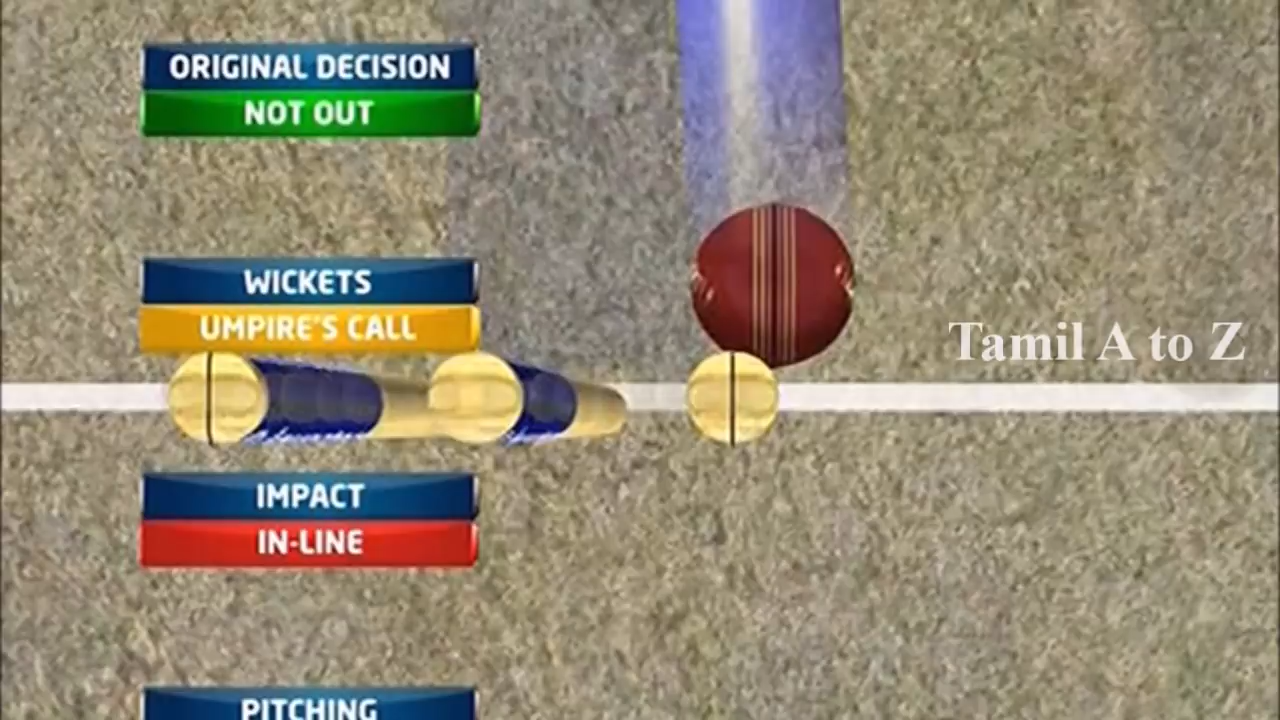 ORIGINAL DECISION
NOT OUT
WICKETS
UMPIRE'S CALL
Tamil A to Z
IMPACT
IN-LINE
PITCHING